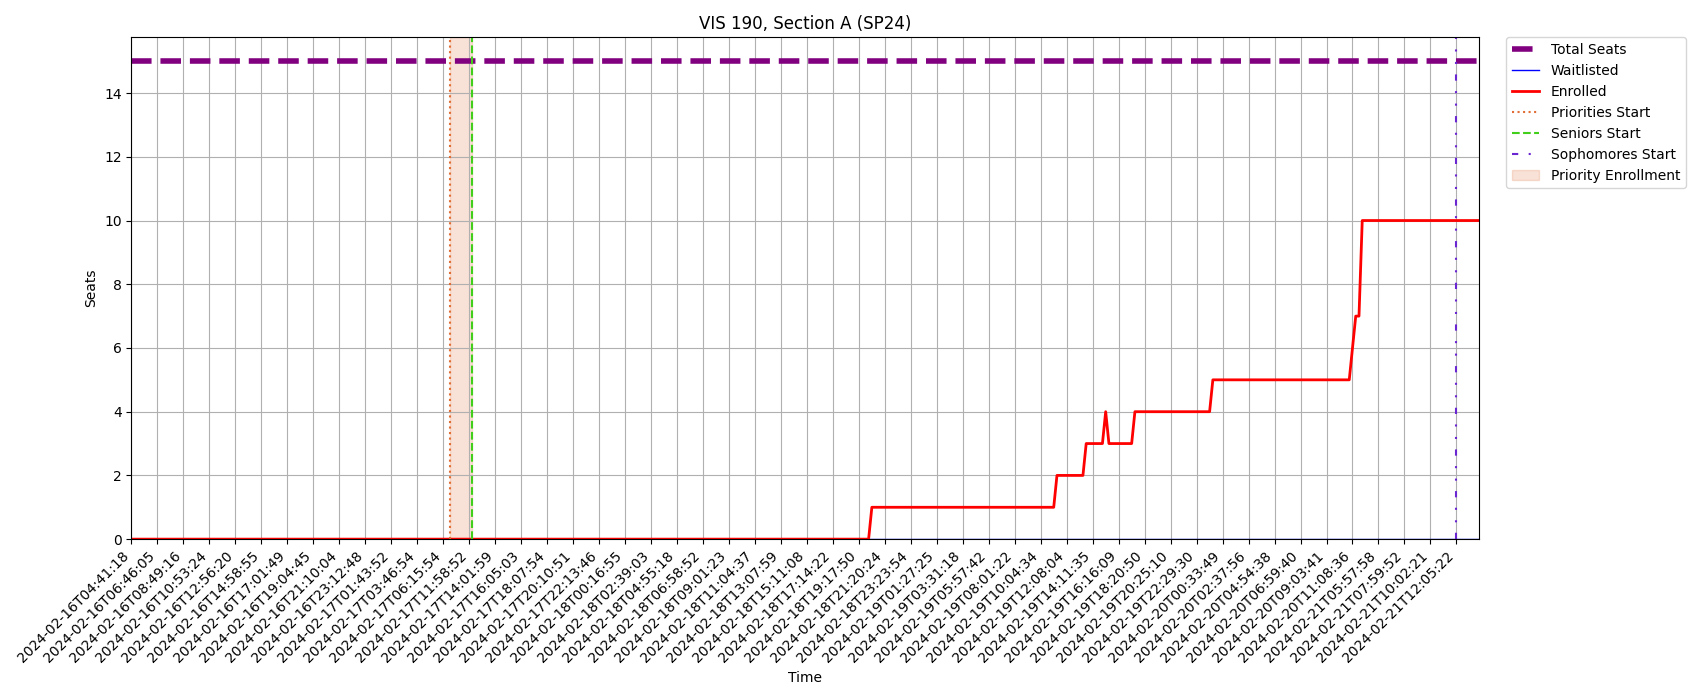 VIS 190, Section A (SP24)
Total Seats
Waitlisted
Enrolled
Priorities Start
Seniors Start
Sophomores Start
Priority Enrollment
Seats
14
12
10
8
6
4
2
0
2024-02-16T04:41:18
2024-02-16T06:46:05
2024-02-16T08:49:16
2024-02-16T10:53:24
2024-02-16T12:56:20
2024-02-16T14:58:55
2024-02-16T17:01:49
2024-02-16T19:04:45
2024-02-16T21:10:04
2024-02-16T23:12:48
2024-02-17T01:43:52
2024-02-17T03:46:54
2024-02-17T06:15:54
2024-02-17T11:58:52
2024-02-17T14:01:59
2024-02-17T16:05:03
2024-02-17T18:07:54
2024-02-17T20:10:51
2024-02-17T22:13:46
2024-02-18T00:16:55
2024-02-18T02:39:03
2024-02-18T04:55:18
2024-02-18T06:58:52
2024-02-18T09:01:23
2024-02-18T11:04:37
2024-02-18T13:07:59
2024-02-18T15:11:08
2024-02-18T17:14:22
2024-02-18T19:17:50
2024-02-18T21:20:24
2024-02-18T23:23:54
2024-02-19T01:27:25
2024-02-19T03:31:18
2024-02-19T05:57:42
2024-02-19T08:01:22
2024-02-19T10:04:34
2024-02-19T12:08:04
2024-02-19T14:11:35
2024-02-19T16:16:09
2024-02-19T18:20:50
2024-02-19T20:25:10
2024-02-19T22:29:30
2024-02-20T00:33:49
2024-02-20T02:37:56
2024-02-20T04:54:38
2024-02-20T06:59:40
2024-02-20T09:03:41
2024-02-20T11:08:36
2024-02-21T05:57:58
2024-02-21T07:59:52
2024-02-21T10:02:21
2024-02-21T12:05:22
Time